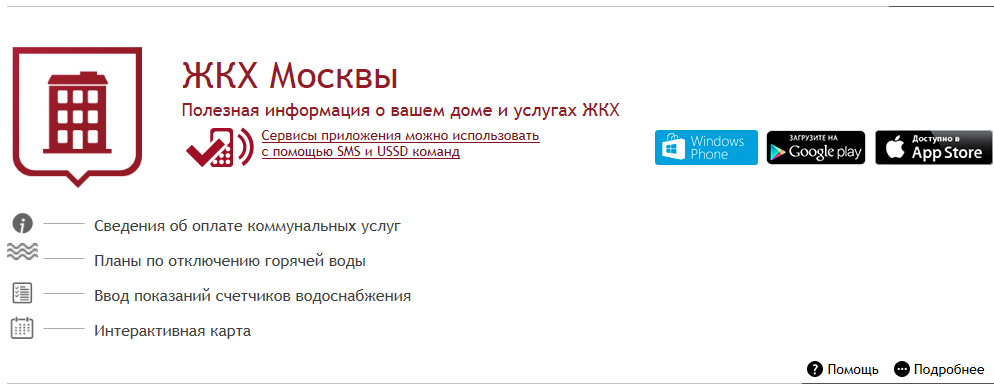 ЖКХ Москвы
Полезная информация о вашем доме и услугах ЖКХ
Сервисы приложения можно использовать
с помощью SMS и USSD команд
Windows
Phone
ЗАГРУЗИТЕ НА
Google play
Доступно в
App Store
Сведения об оплате коммунальных услуг
Планы по отключению горячей воды
Ввод показаний счетчиков водоснабжения
Интерактивная карта
Помощь
Подробнее